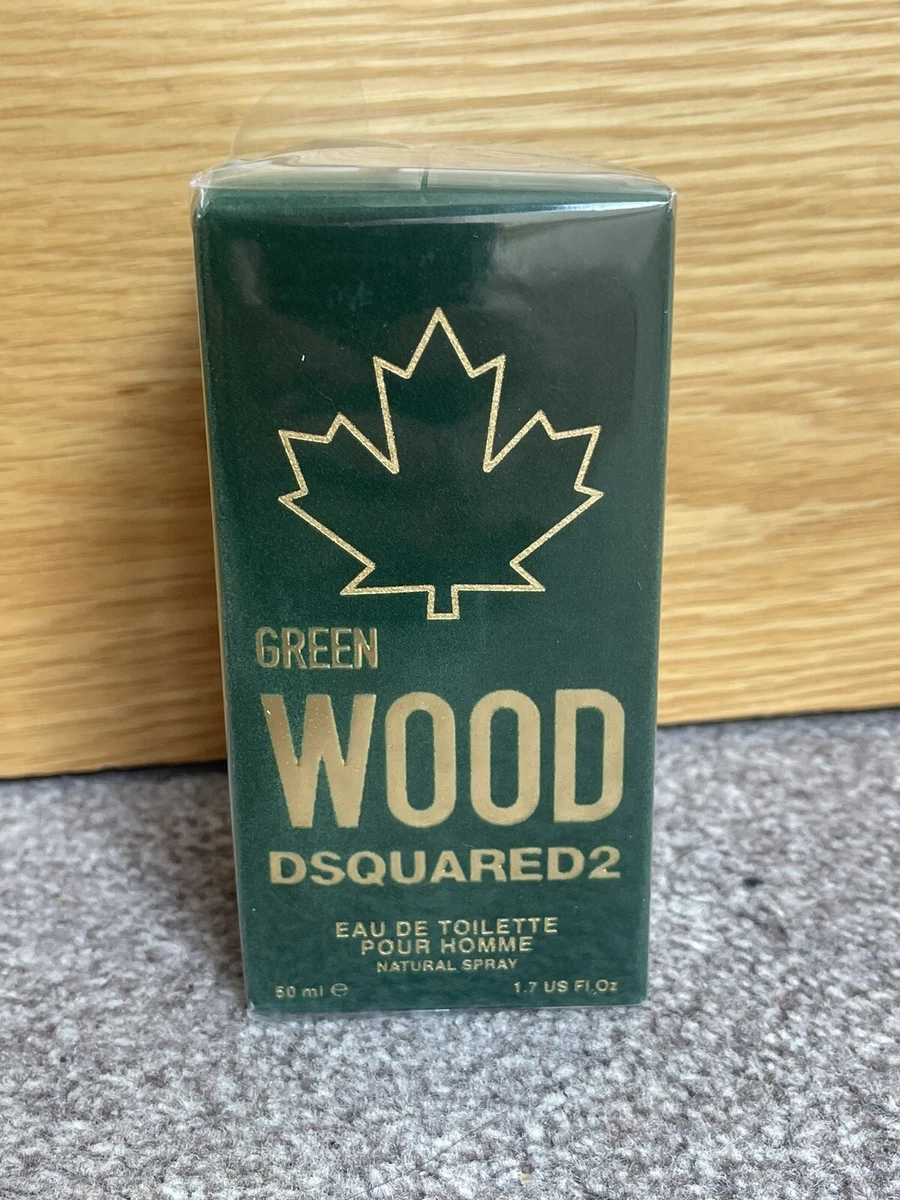 GREEN
WOOD
DSQUARED2
EAU DE TOILETTE
POUR HOMME
NATURAL SPRAY
50 ml ℮ 1.7 US Fl.Oz